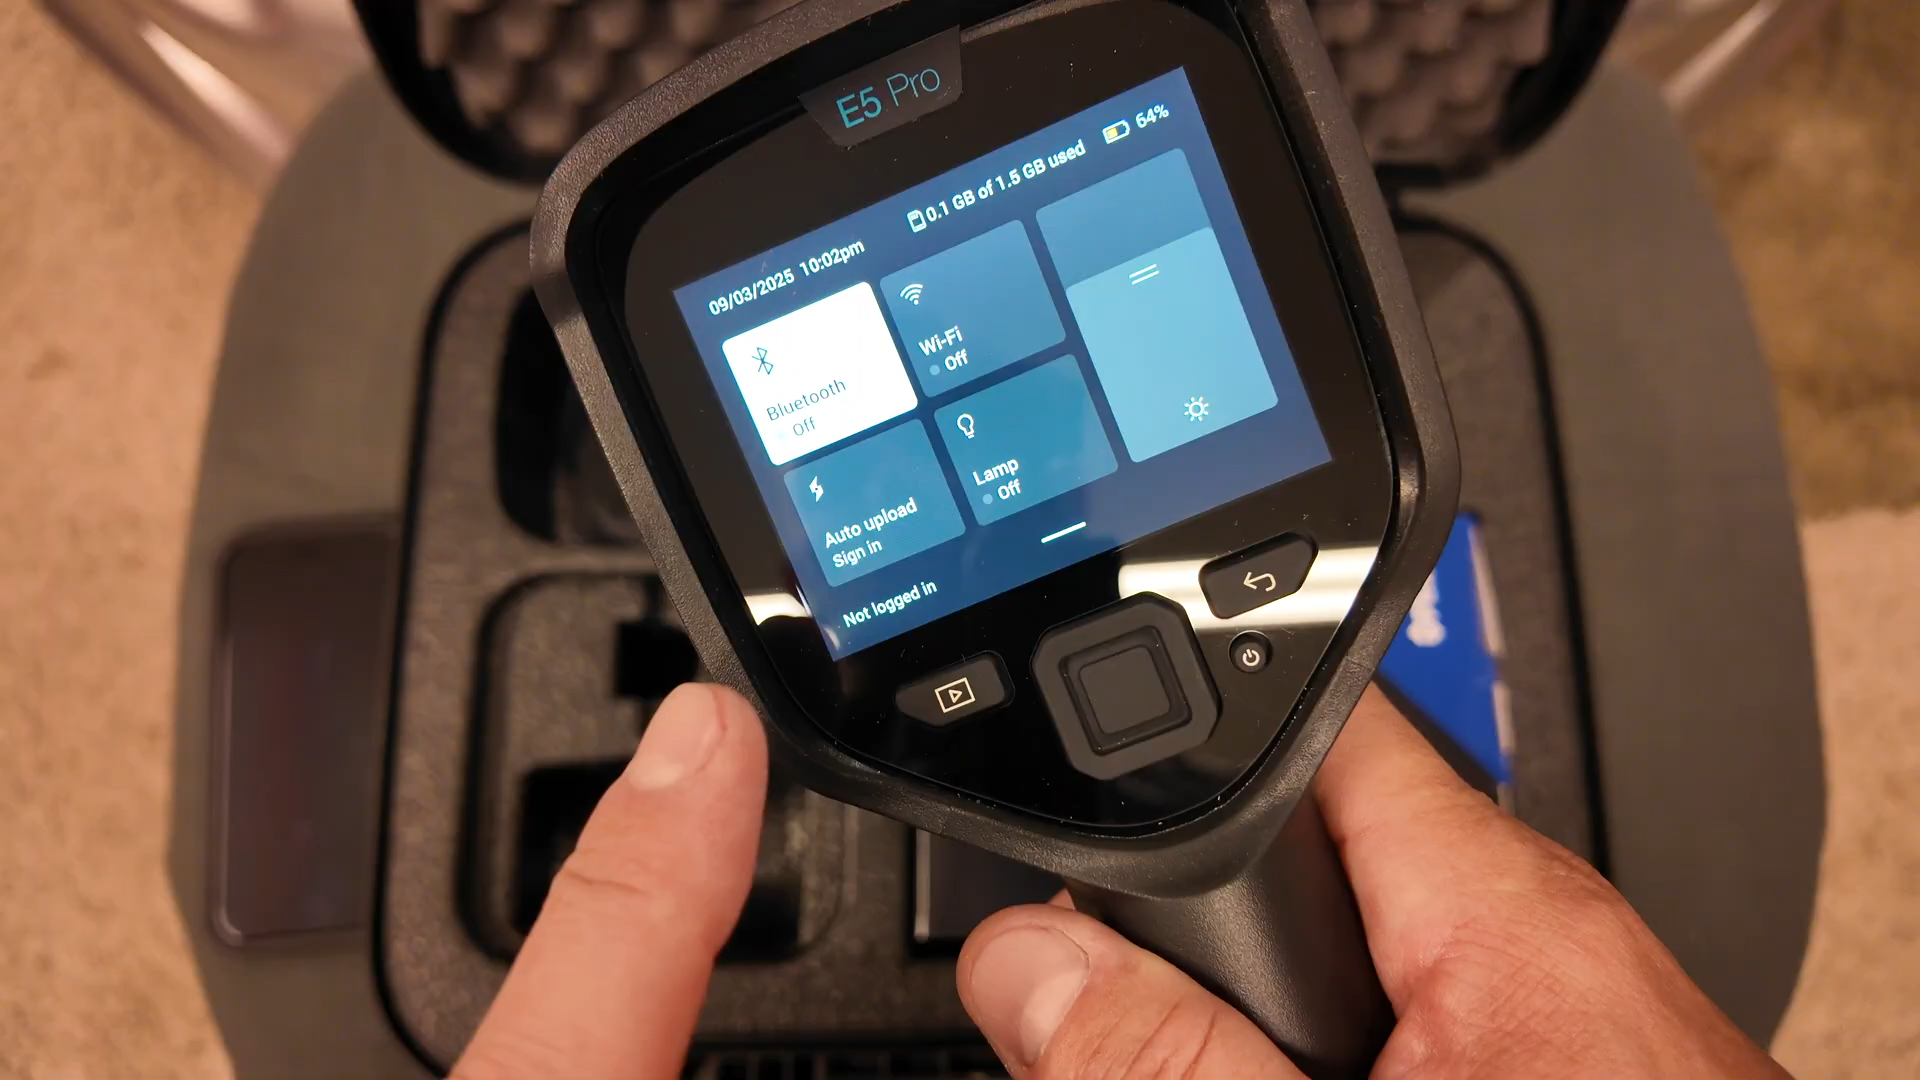 E5 Pro
0.1 GB of 1.5 GB used 64%
09/03/2025 10:02pm
Bluetooth
Off
Wi-Fi
Off
Auto upload
Sign in
Lamp
Off
Not logged in